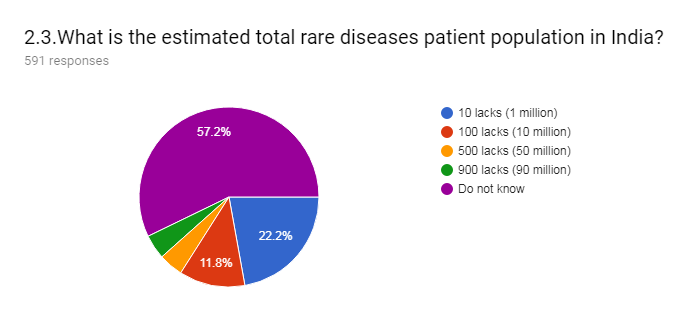 2.3.What is the estimated total rare diseases patient population in India?
591 responses
57.2%
22.2%
11.8%
10 lacks (1 million)
100 lacks (10 million)
500 lacks (50 million)
900 lacks (90 million)
Do not know